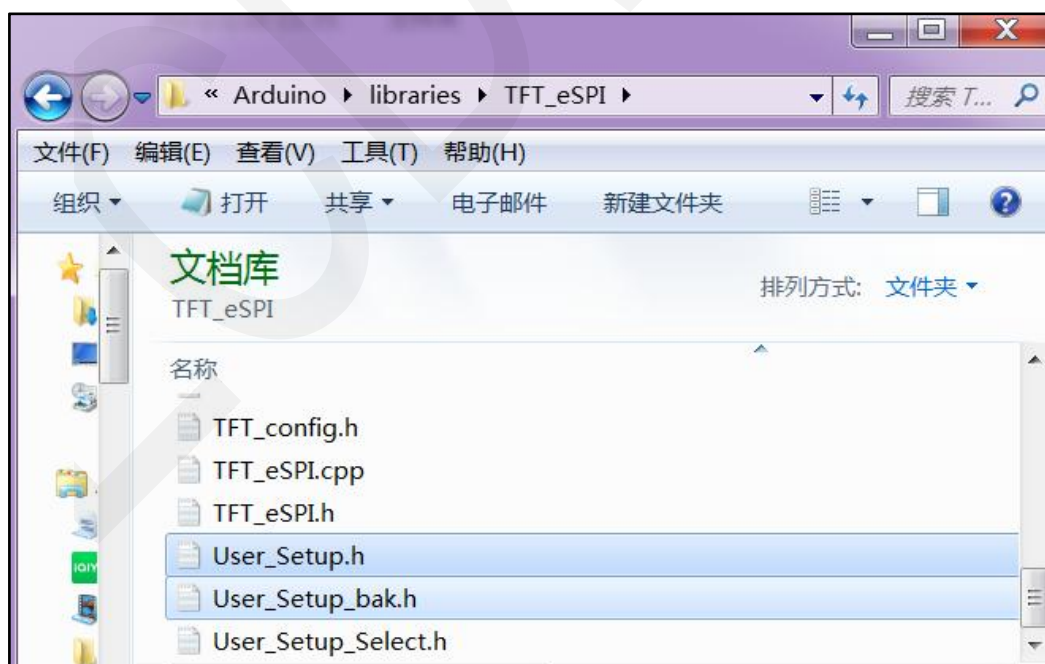 « Arduino ▸ libraries ▸ TFT_eSPI ▸ 搜索 T...
文件(F) 编辑(E) 查看(V) 工具(T) 帮助(H)
组织 打开 共享 电子邮件 新建文件夹
文档库
TFT_eSPI
排列方式: 文件夹
名称
TFT_config.h
TFT_eSPI.cpp
TFT_eSPI.h
User_Setup.h
User_Setup_bak.h
User_Setup_Select.h